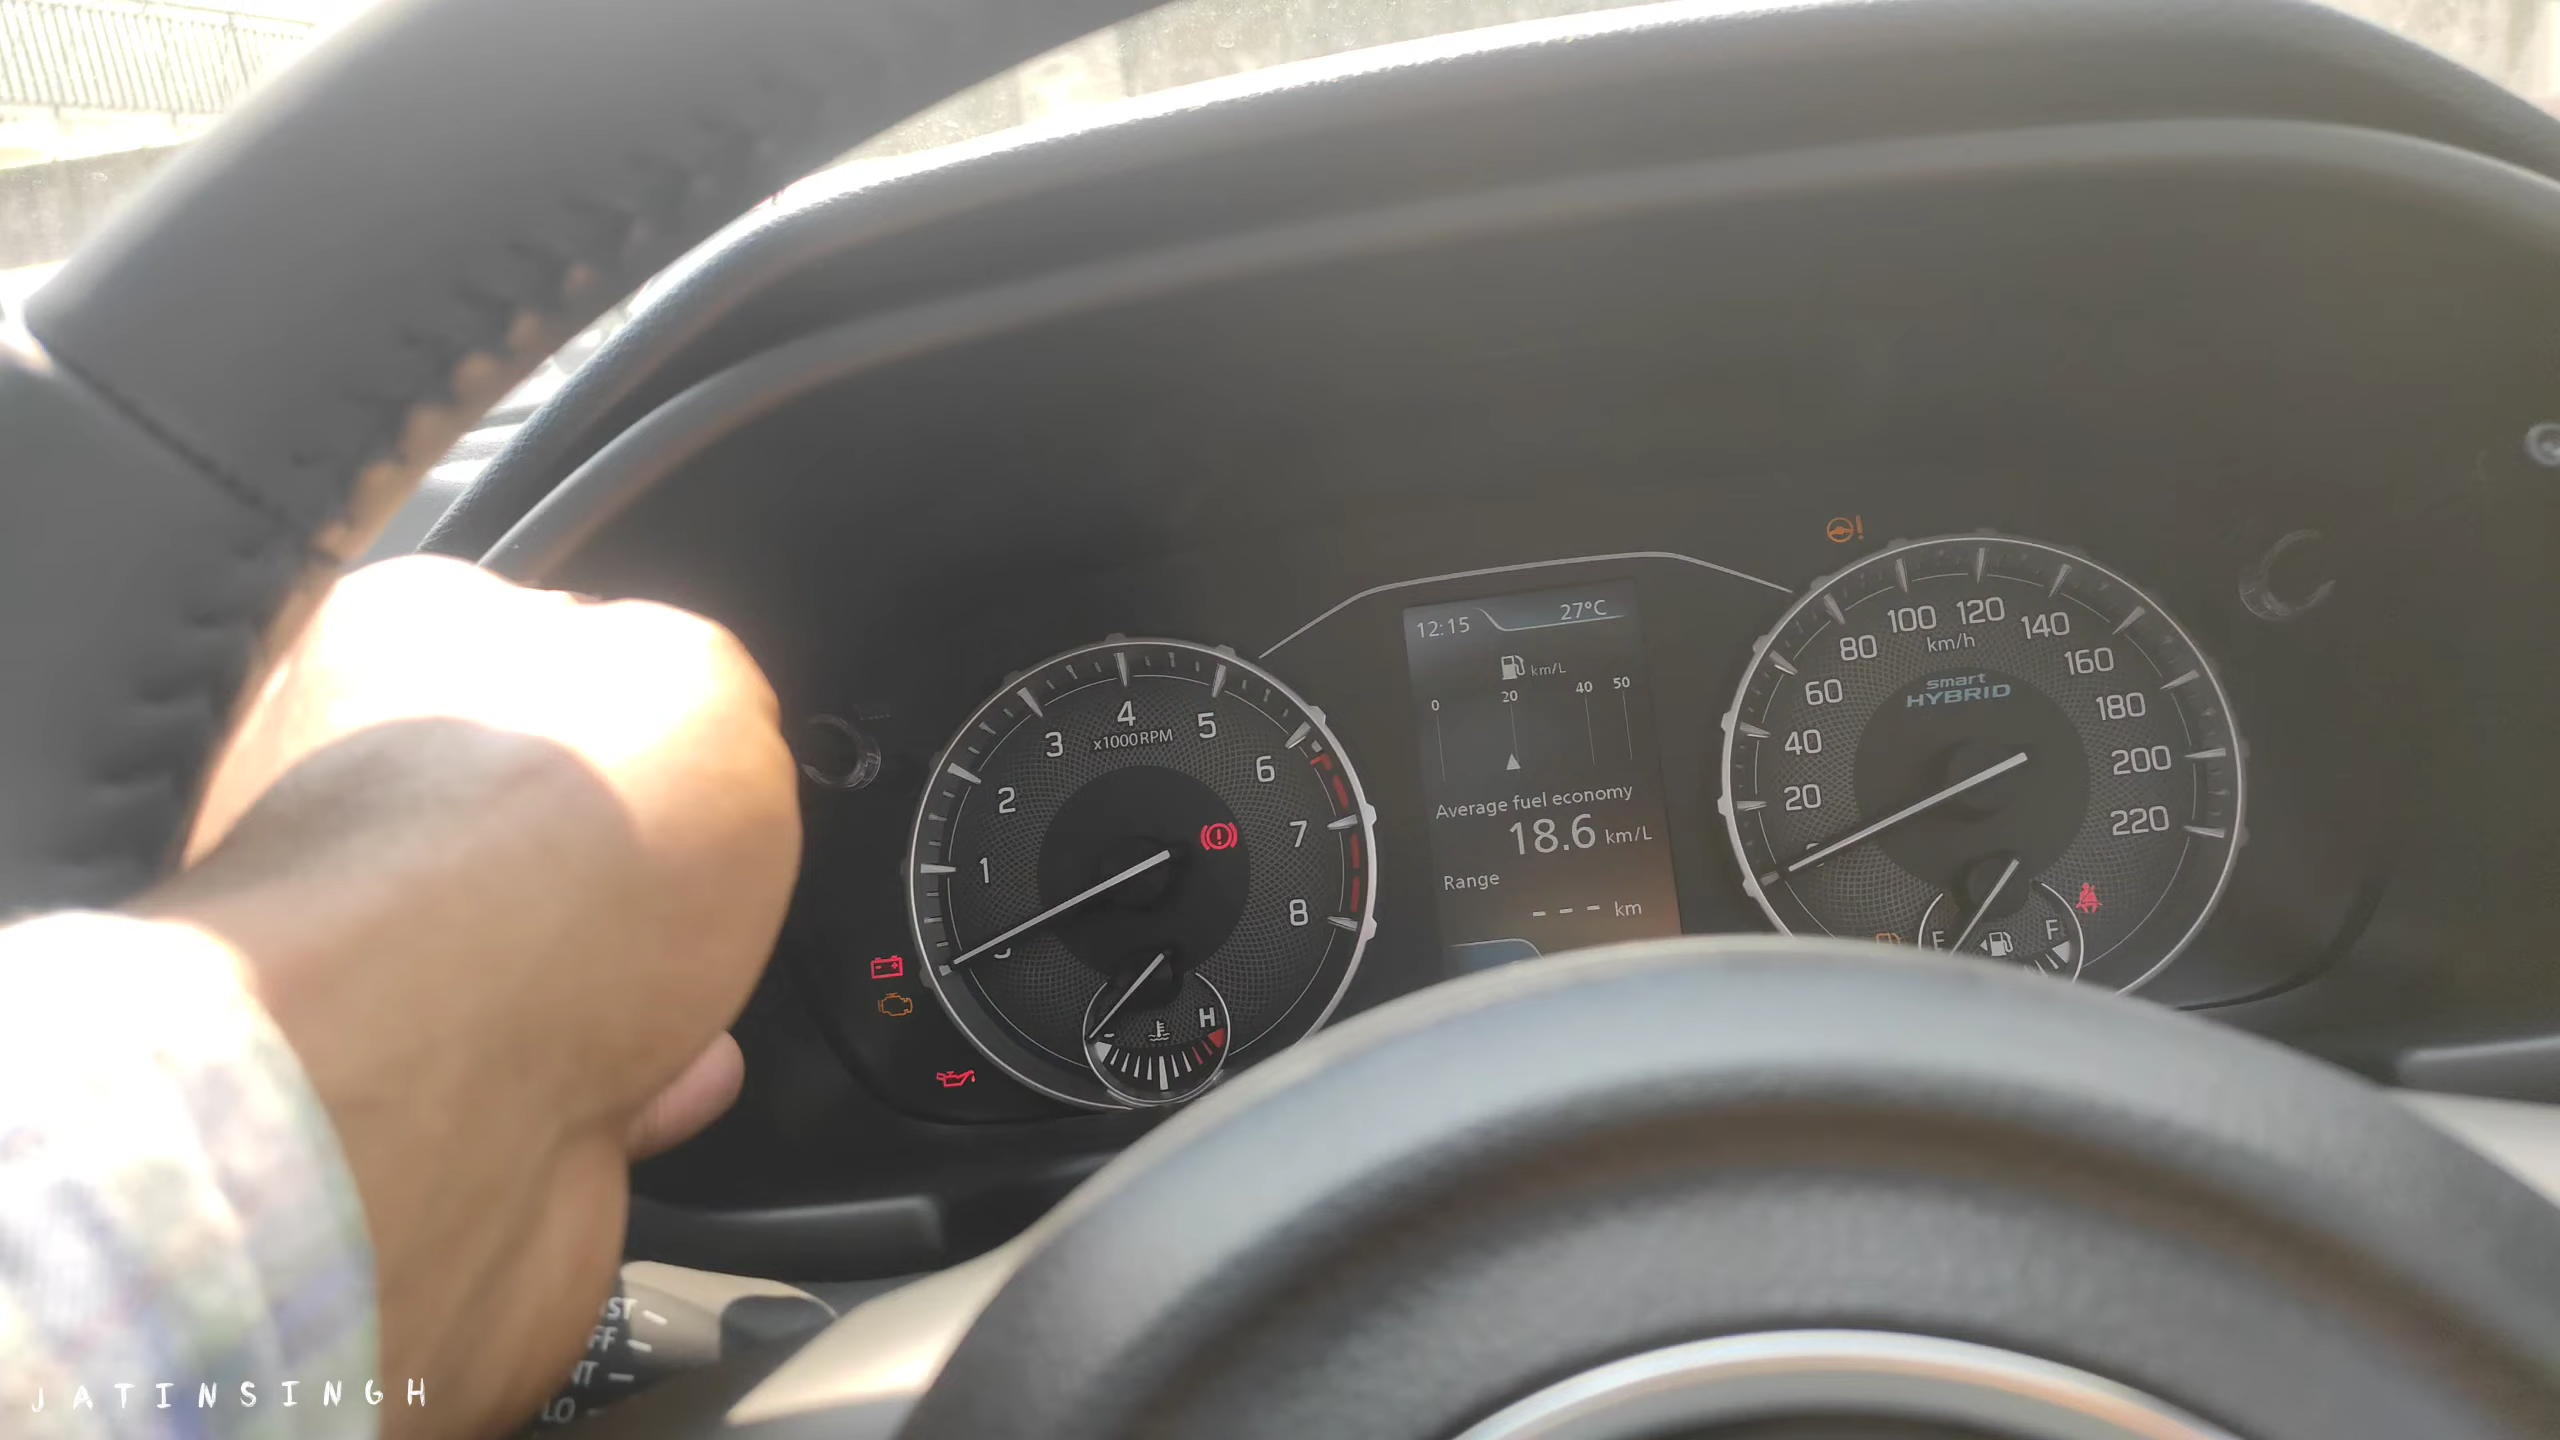 12:15 27°C
km/L
0 20 40 50
Average fuel economy
18.6 km/L
Range
--- km
1 2 3 4 5 6 7 8
x1000RPM
H
20 40 60 80 100 120 140 160 180 200 220
km/h
smart
HYBRID
F
JATINSINGH